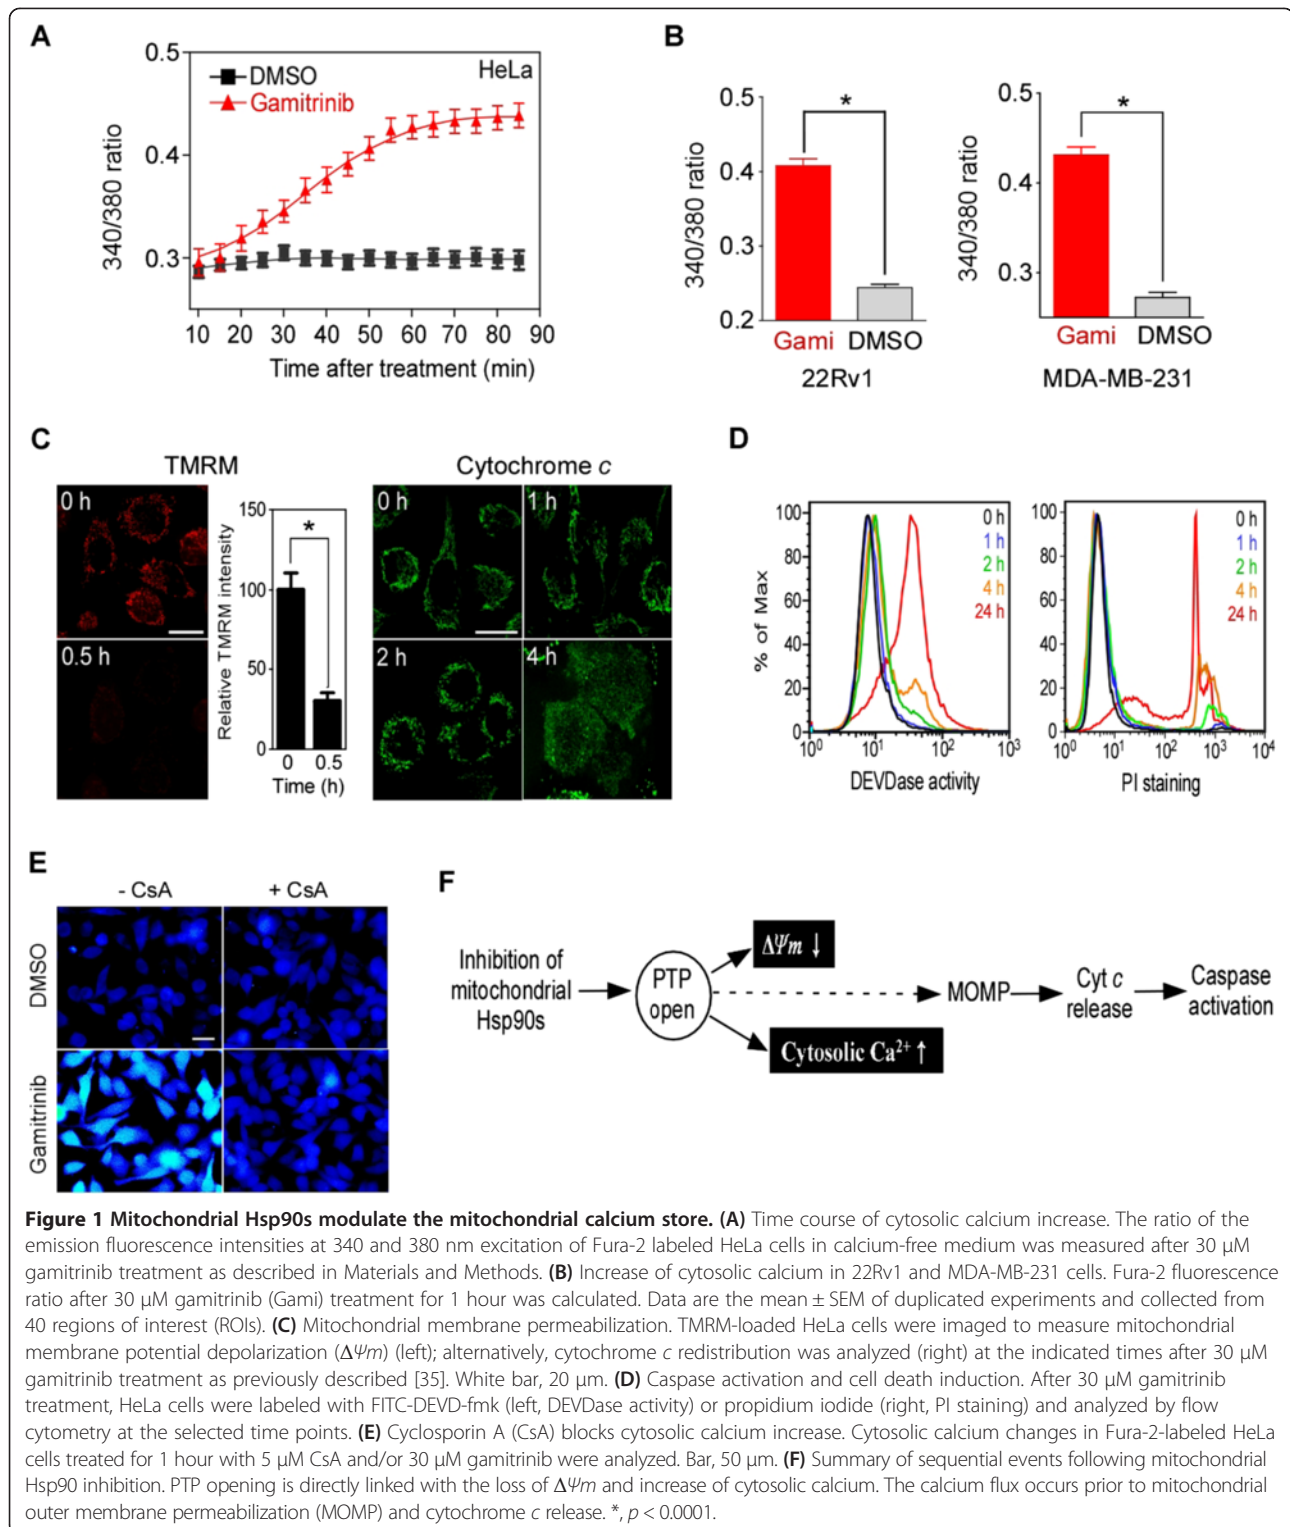 A
0.5
0.4
0.3
340/380 ratio
DMSO
Gamitrinib
HeLa
10 20 30 40 50 60 70 80 90
Time after treatment (min)
B
0.5
0.4
0.3
0.2
340/380 ratio
*
Gami DMSO
22Rv1
0.5
0.4
0.3
340/380 ratio
*
Gami DMSO
MDA-MB-231
C
TMRM
0 h
0.5 h
150
100
50
0
Relative TMRM intensity
*
0 0.5
Time (h)
Cytochrome c
0 h
1 h
2 h
4 h
D
% of Max
100
80
60
40
20
0
0 h
1 h
2 h
4 h
24 h
10⁰ 10¹ 10² 10³
DEVDase activity
100
80
60
40
20
0
0 h
1 h
2 h
4 h
24 h
10⁰ 10¹ 10² 10³ 10⁴
PI staining
E
- CsA + CsA
DMSO
Gamitrinib
F
Inhibition of
mitochondrial
Hsp90s
PTP
open
ΔΨm ↓
Cytosolic Ca²⁺ ↑
MOMP
Cyt c
release
Caspase
activation
Figure 1 Mitochondrial Hsp90s modulate the mitochondrial calcium store. (A) Time course of cytosolic calcium increase. The ratio of the
emission fluorescence intensities at 340 and 380 nm excitation of Fura-2 labeled HeLa cells in calcium-free medium was measured after 30 μM
gamitrinib treatment as described in Materials and Methods. (B) Increase of cytosolic calcium in 22Rv1 and MDA-MB-231 cells. Fura-2 fluorescence
ratio after 30 μM gamitrinib (Gami) treatment for 1 hour was calculated. Data are the mean ± SEM of duplicated experiments and collected from
40 regions of interest (ROIs). (C) Mitochondrial membrane permeabilization. TMRM-loaded HeLa cells were imaged to measure mitochondrial
membrane potential depolarization (ΔΨm) (left); alternatively, cytochrome c redistribution was analyzed (right) at the indicated times after 30 μM
gamitrinib treatment as previously described [35]. White bar, 20 μm. (D) Caspase activation and cell death induction. After 30 μM gamitrinib
treatment, HeLa cells were labeled with FITC-DEVD-fmk (left, DEVDase activity) or propidium iodide (right, PI staining) and analyzed by flow
cytometry at the selected time points. (E) Cyclosporin A (CsA) blocks cytosolic calcium increase. Cytosolic calcium changes in Fura-2-labeled HeLa
cells treated for 1 hour with 5 μM CsA and/or 30 μM gamitrinib were analyzed. Bar, 50 μm. (F) Summary of sequential events following mitochondrial
Hsp90 inhibition. PTP opening is directly linked with the loss of ΔΨm and increase of cytosolic calcium. The calcium flux occurs prior to mitochondrial
outer membrane permeabilization (MOMP) and cytochrome c release. *, p < 0.0001.